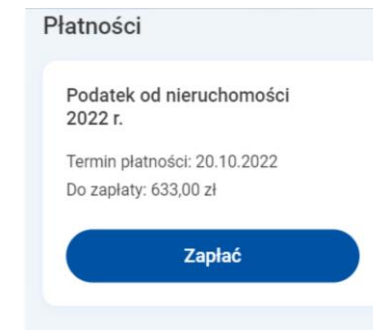 Płatności
Podatek od nieruchomości
2022 r.
Termin płatności: 20.10.2022
Do zapłaty: 633,00 zł
Zapłać